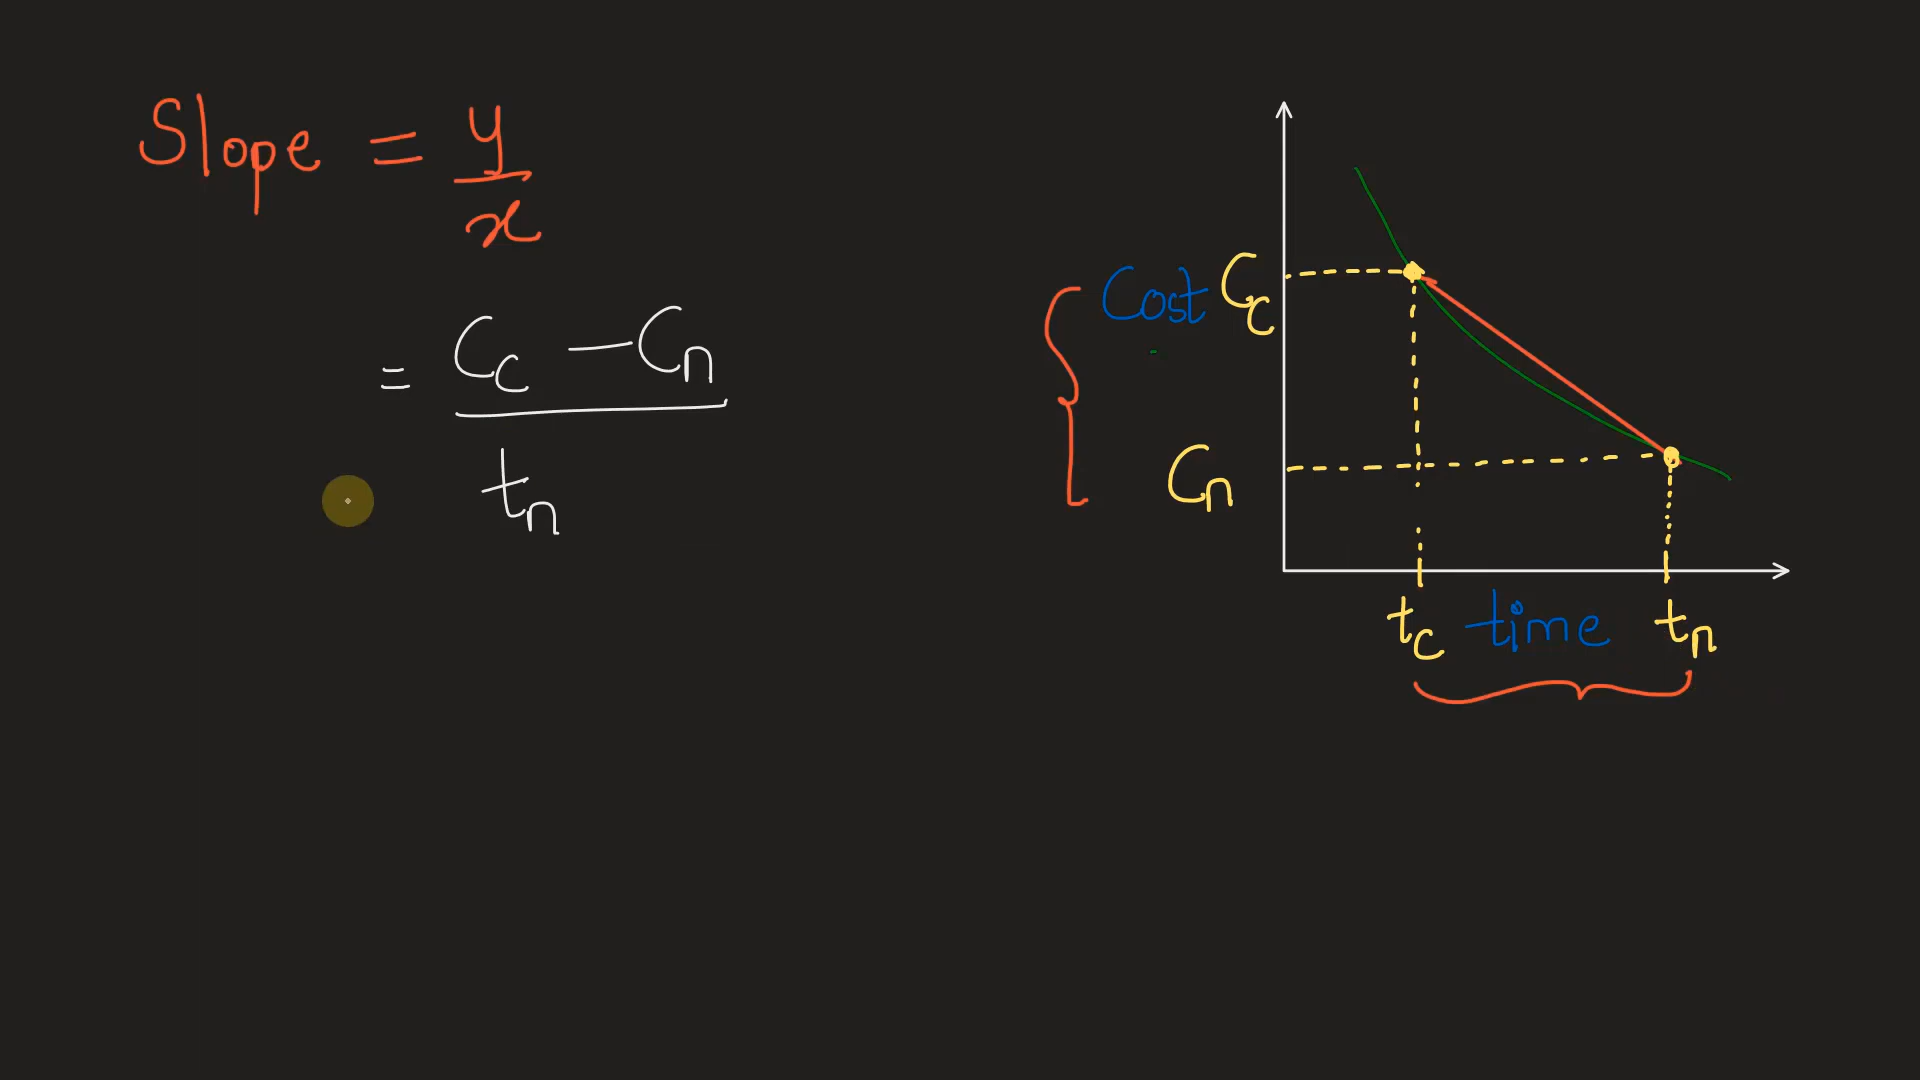 Slope = y/x
= Cc – Cn
tn
Cost Cc
Cn
tc time tn